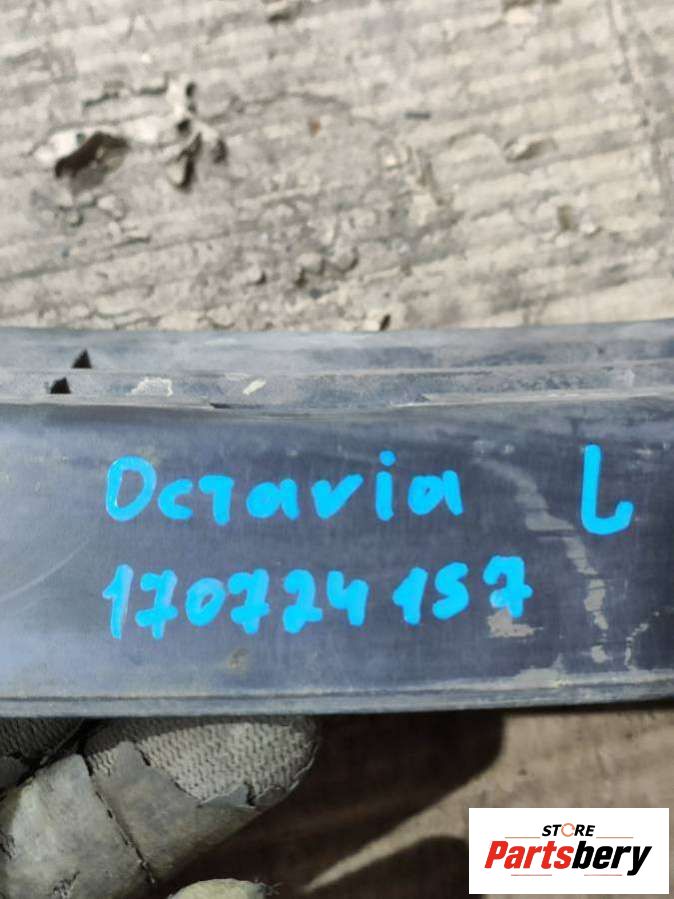 Octavia L
170724157
STORE
Partsbery